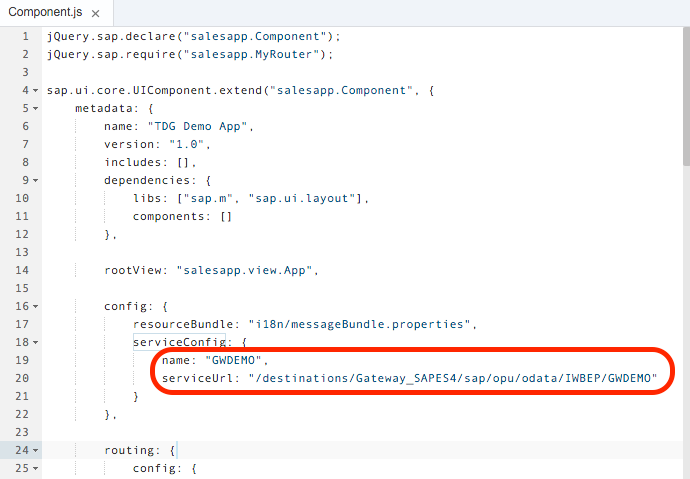 Component.js ×
1 jQuery.sap.declare("salesapp.Component");
2 jQuery.sap.require("salesapp.MyRouter");
3
4 sap.ui.core.UIComponent.extend("salesapp.Component", {
5 metadata: {
6 name: "TDG Demo App",
7 version: "1.0",
8 includes: [],
9 dependencies: {
10 libs: ["sap.m", "sap.ui.layout"],
11 components: []
12 },
13
14 rootView: "salesapp.view.App",
15
16 config: {
17 resourceBundle: "i18n/messageBundle.properties",
18 serviceConfig: {
19 name: "GWDEMO",
20 serviceUrl: "/destinations/Gateway_SAPES4/sap/opu/odata/IWBEP/GWDEMO"
21 }
22 },
23
24 routing: {
25 config: {